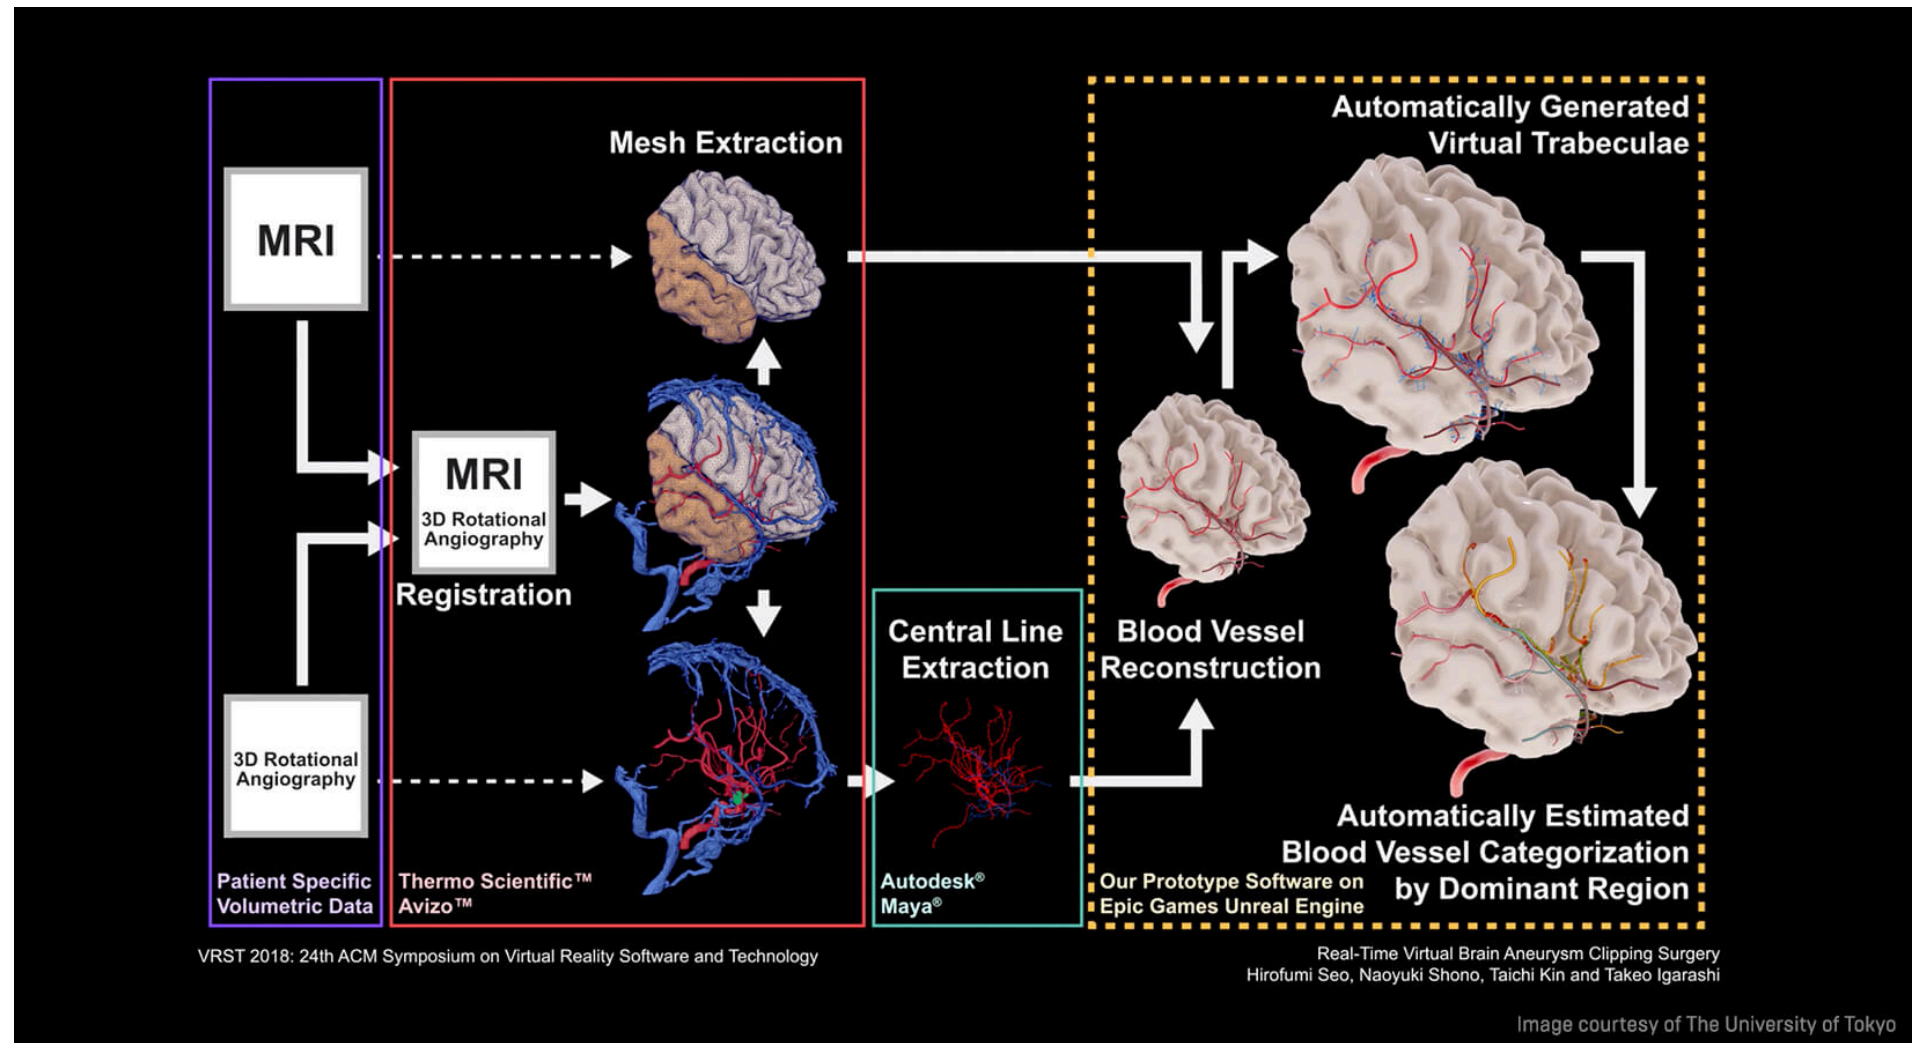 Automatically Generated
Virtual Trabeculae
Mesh Extraction
MRI
MRI
3D Rotational
Angiography
Registration
3D Rotational
Angiography
Central Line
Extraction
Blood Vessel
Reconstruction
Automatically Estimated
Blood Vessel Categorization
by Dominant Region
Patient Specific
Volumetric Data
Thermo Scientific™
Avizo™
Autodesk®
Maya®
Our Prototype Software on
Epic Games Unreal Engine
VRST 2018: 24th ACM Symposium on Virtual Reality Software and Technology
Real-Time Virtual Brain Aneurysm Clipping Surgery
Hirofumi Seo, Naoyuki Shono, Taichi Kin and Takeo Igarashi
Image courtesy of The University of Tokyo